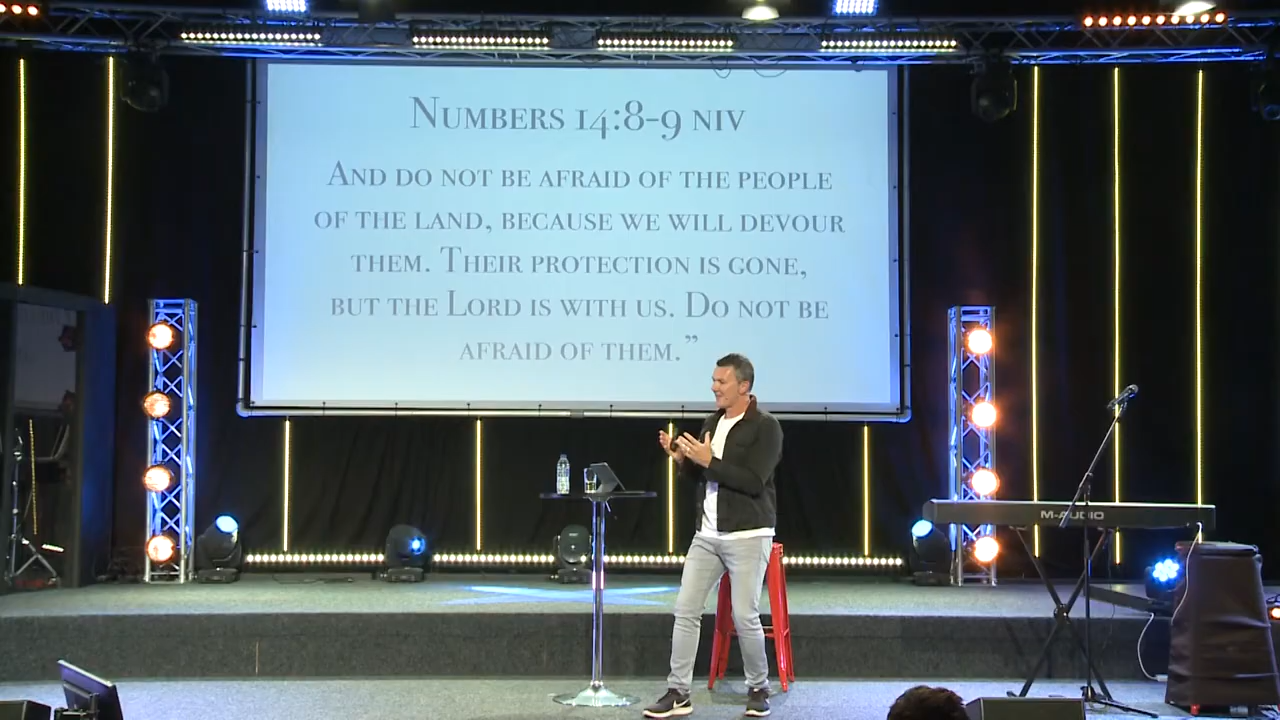 Numbers 14:8-9 NIV
And do not be afraid of the people
of the land, because we will devour
them. Their protection is gone,
but the Lord is with us. Do not be
afraid of them.”
M-AUDIO